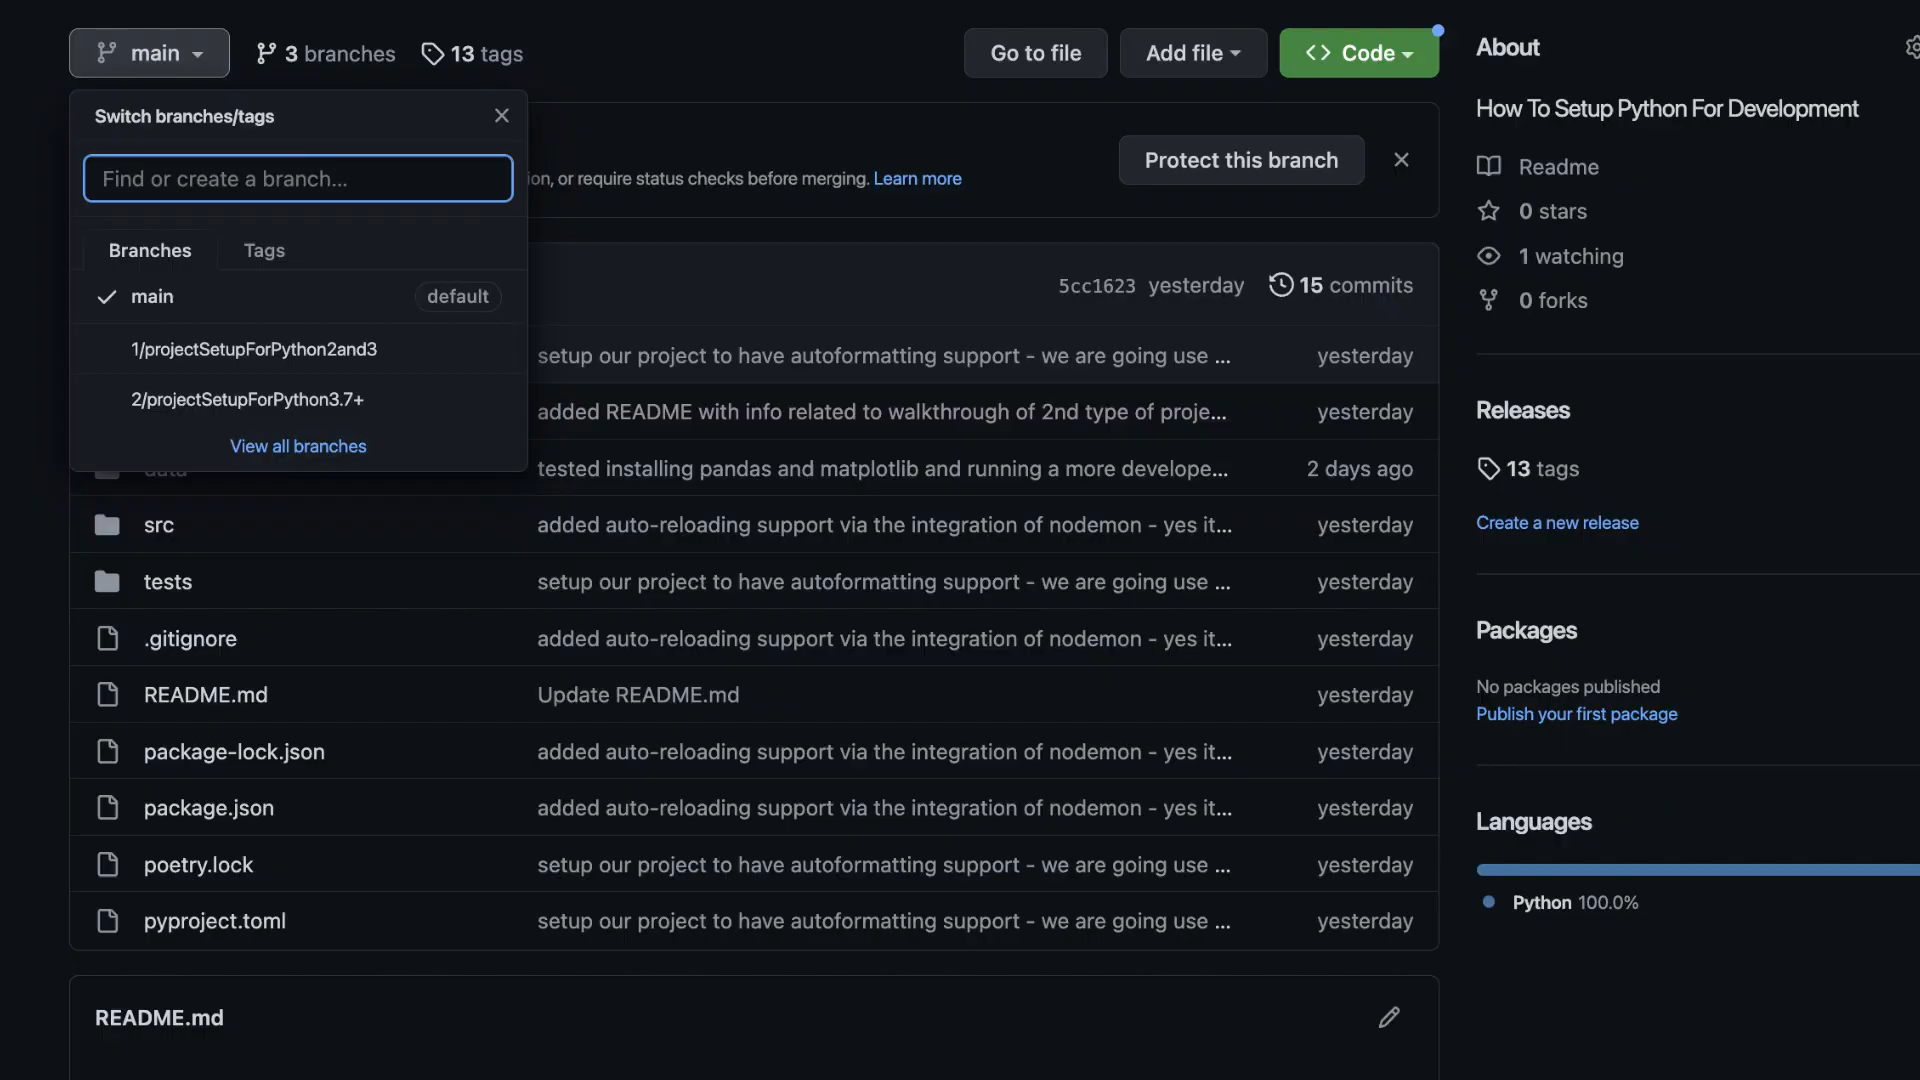 main
3 branches
13 tags
Go to file
Add file
Code
Switch branches/tags
Find or create a branch...
Branches
Tags
main
default
1/projectSetupForPython2and3
2/projectSetupForPython3.7+
View all branches
ion, or require status checks before merging. Learn more
Protect this branch
5cc1623 yesterday
15 commits
setup our project to have autoformatting support - we are going use ... yesterday
added README with info related to walkthrough of 2nd type of proje... yesterday
data tested installing pandas and matplotlib and running a more develope... 2 days ago
src added auto-reloading support via the integration of nodemon - yes it... yesterday
tests setup our project to have autoformatting support - we are going use ... yesterday
.gitignore added auto-reloading support via the integration of nodemon - yes it... yesterday
README.md Update README.md yesterday
package-lock.json added auto-reloading support via the integration of nodemon - yes it... yesterday
package.json added auto-reloading support via the integration of nodemon - yes it... yesterday
poetry.lock setup our project to have autoformatting support - we are going use ... yesterday
pyproject.toml setup our project to have autoformatting support - we are going use ... yesterday
README.md
About
How To Setup Python For Development
Readme
0 stars
1 watching
0 forks
Releases
13 tags
Create a new release
Packages
No packages published
Publish your first package
Languages
Python 100.0%